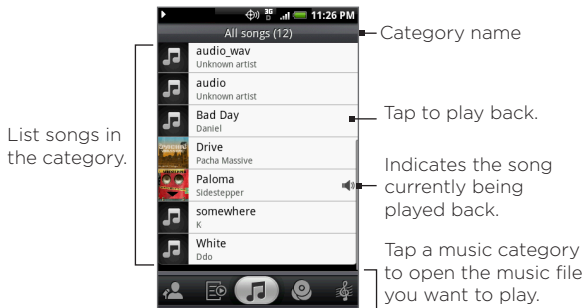 3G
11:26 PM
All songs (12)
Category name
audio_wav
Unknown artist
audio
Unknown artist
Bad Day
Daniel
Tap to play back.
List songs in
the category.
Drive
Pacha Massive
Paloma
Sidestepper
Indicates the song
currently being
played back.
somewhere
K
White
Ddo
Tap a music category
to open the music file
you want to play.